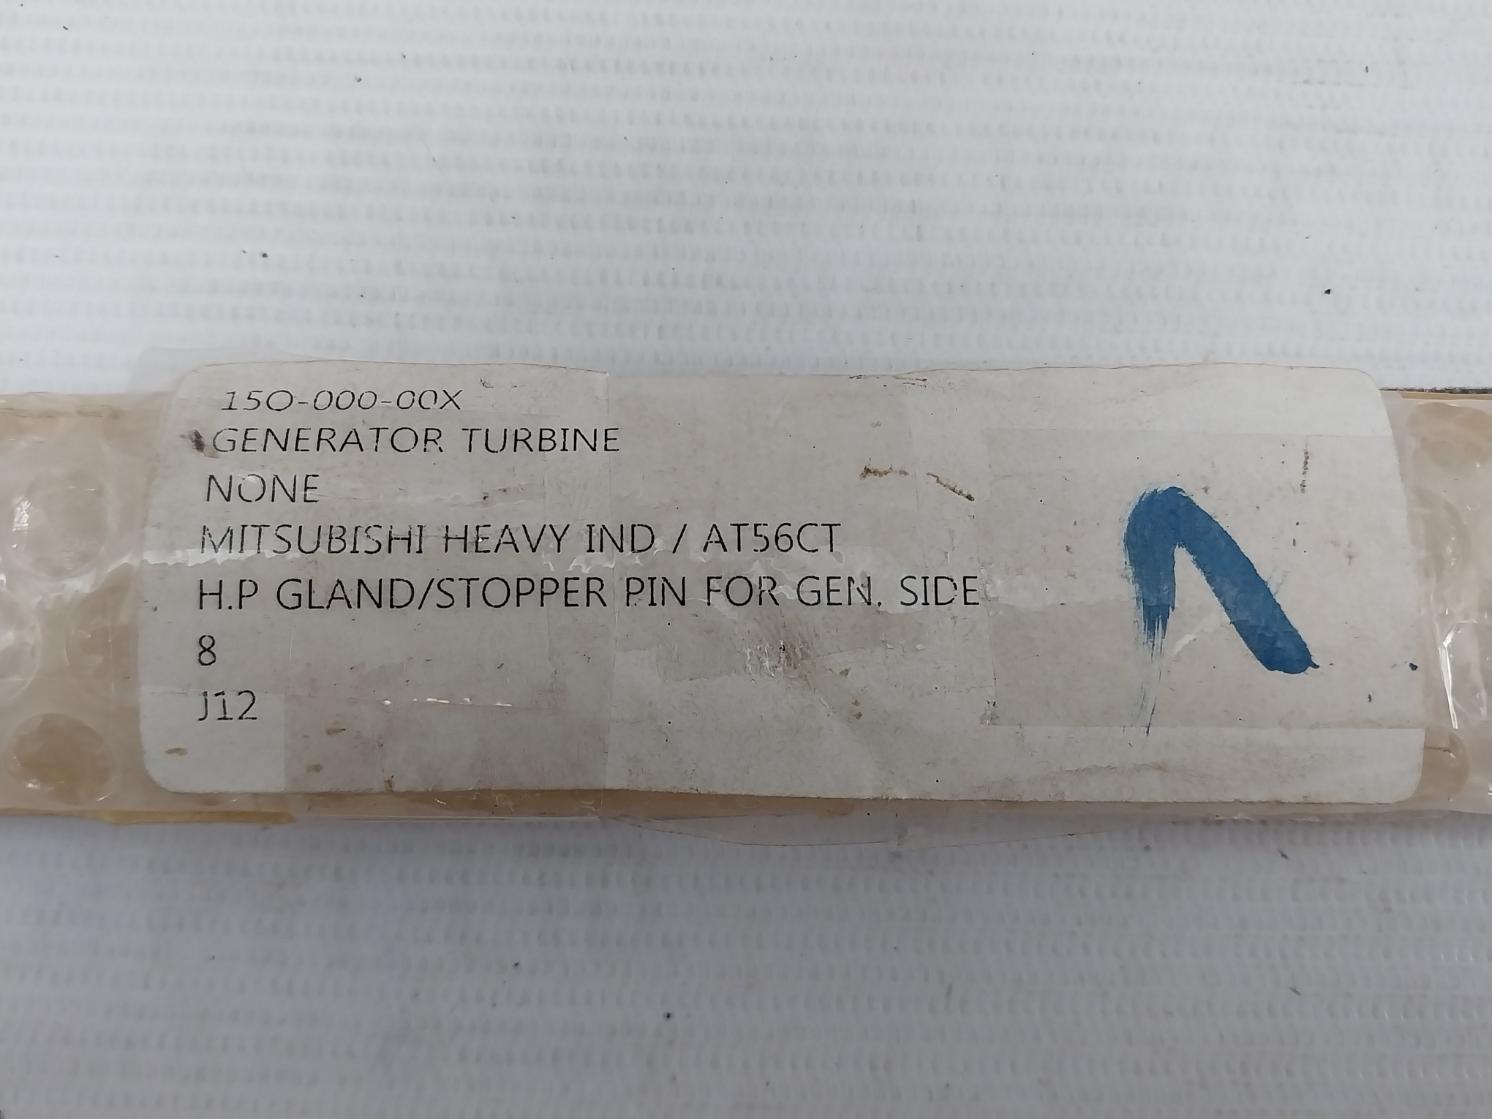 150-000-00X
GENERATOR TURBINE
NONE
MITSUBISHI HEAVY IND / AT56CT
H.P GLAND/STOPPER PIN FOR GEN. SIDE
8
J12